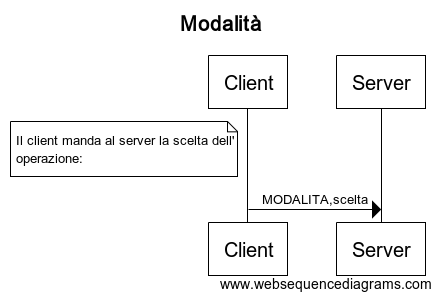 Modalità
Client
Server
Il client manda al server la scelta dell'
operazione:
MODALITA,scelta
Client
Server
www.websequencediagrams.com